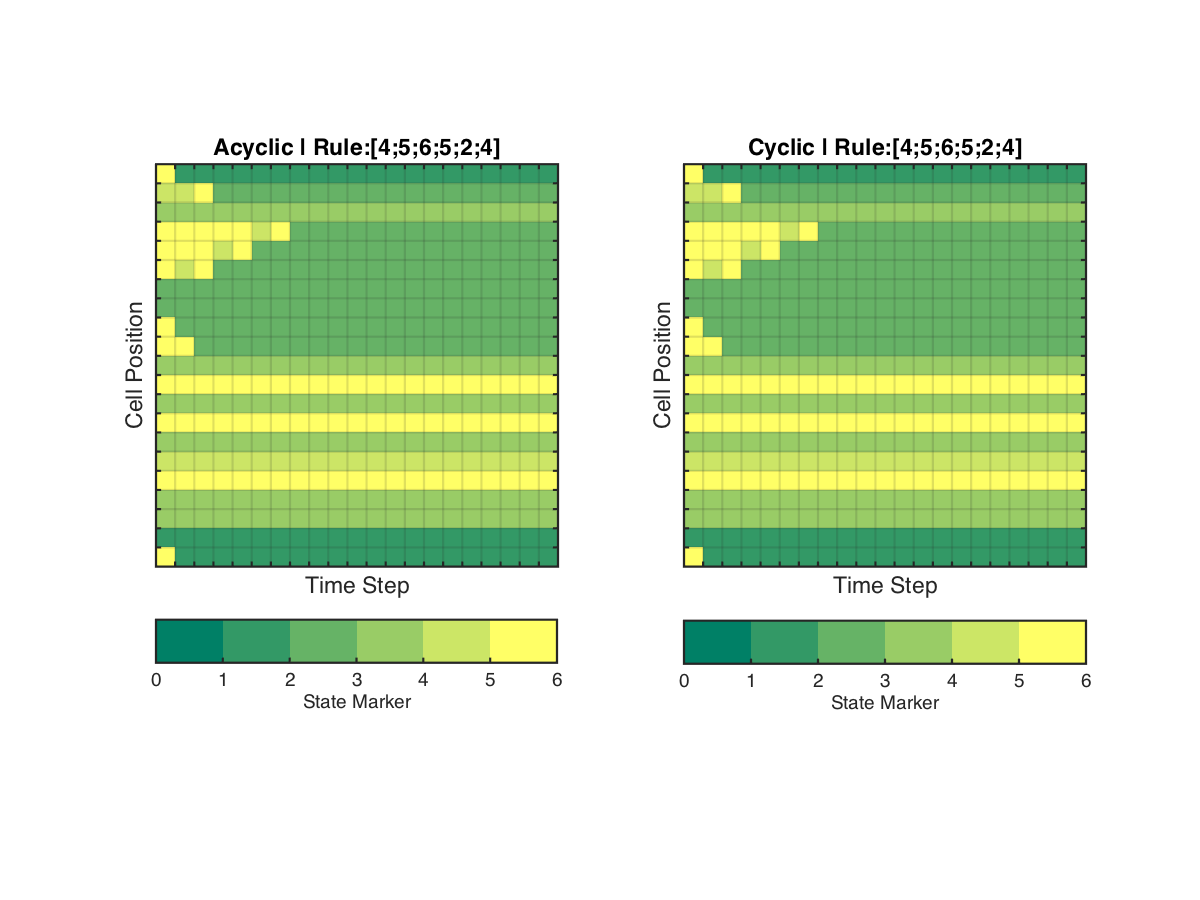 Acyclic | Rule:[4;5;6;5;2;4]
Cell Position
Time Step
0 1 2 3 4 5 6
State Marker
Cyclic | Rule:[4;5;6;5;2;4]
Cell Position
Time Step
0 1 2 3 4 5 6
State Marker